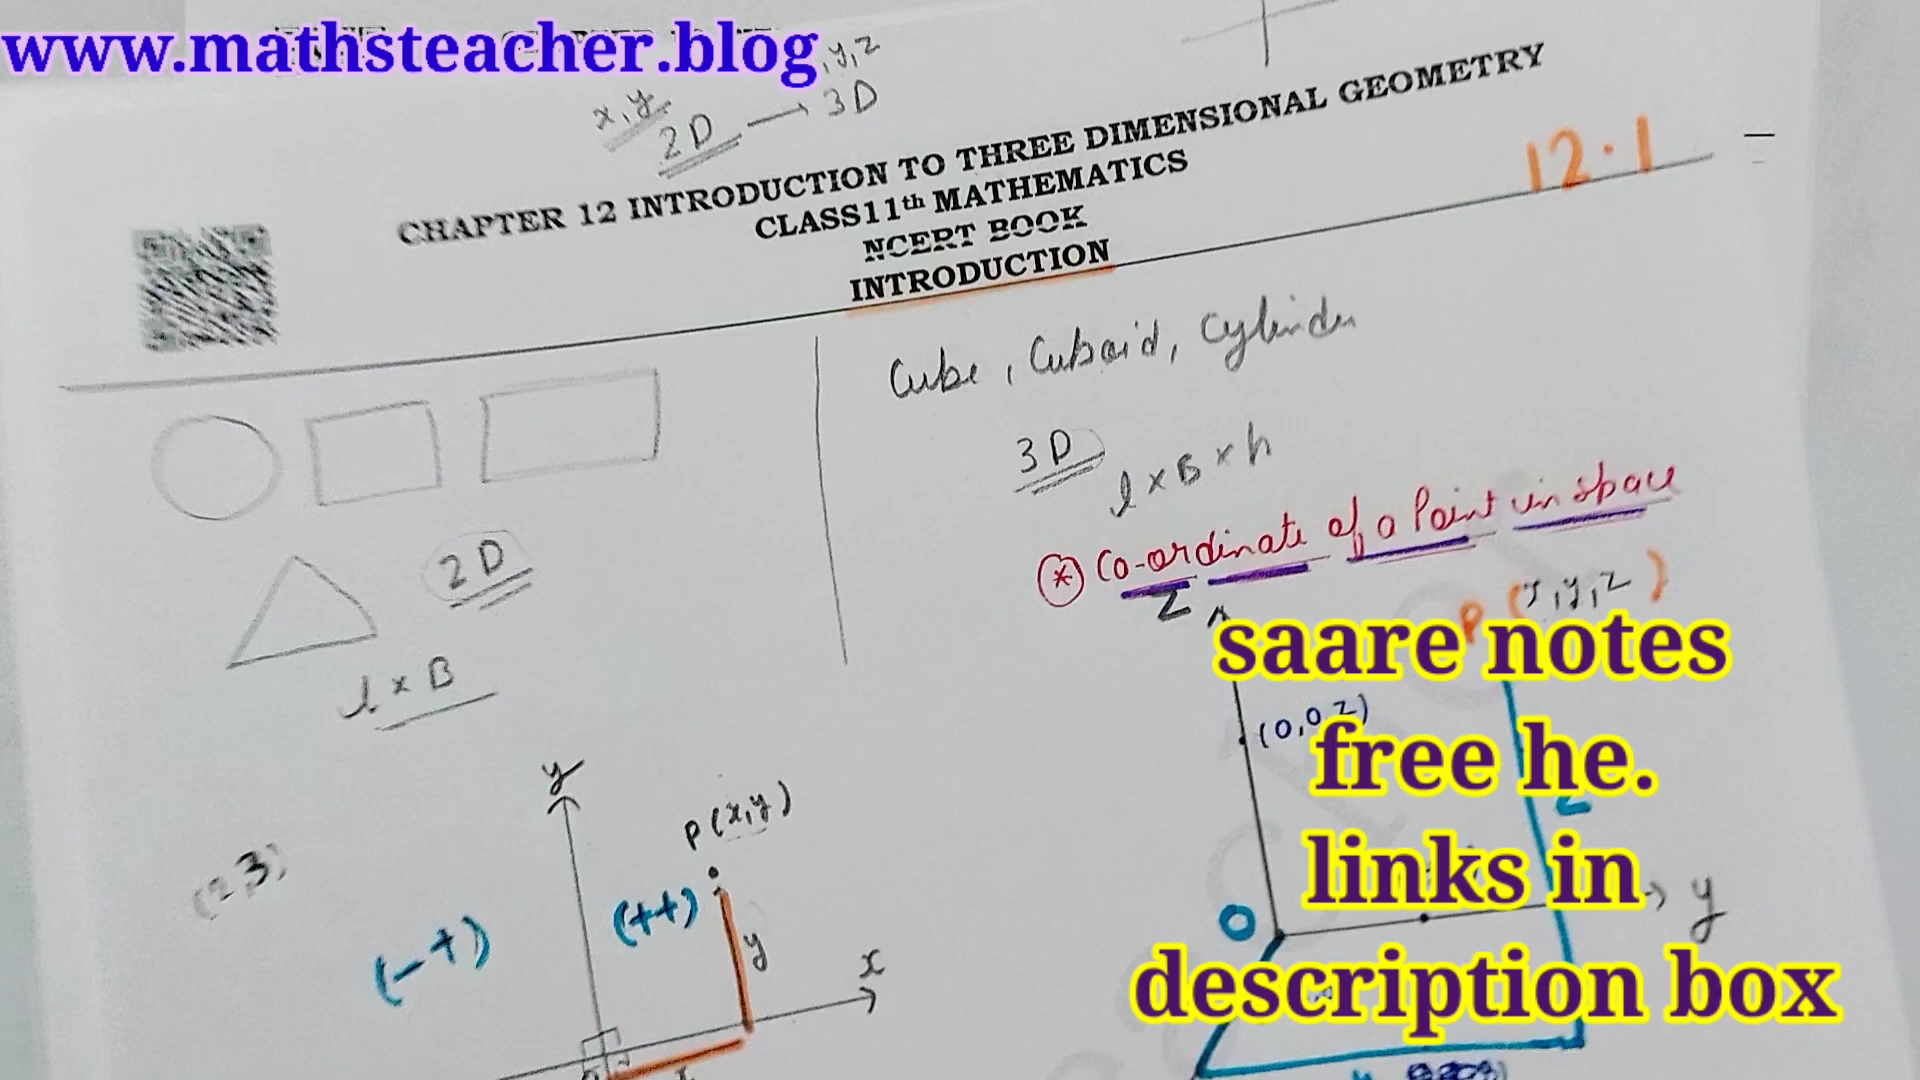 www.mathsteacher.blog
x,y
,y,z
2D → 3D
CHAPTER 12 INTRODUCTION TO THREE DIMENSIONAL GEOMETRY
12.1
CLASS11th MATHEMATICS
NCERT BOOK
INTRODUCTION
2D
l x B
Cube, Cuboid, Cylinder
3D
l x B x h
* Co-ordinate of a Point in space
y
P(x,y)
(23)
(-+)
(++)
y
x
Z
P (x,y,z)
(0,0,z)
O
y
saare notes
free he.
links in
description box